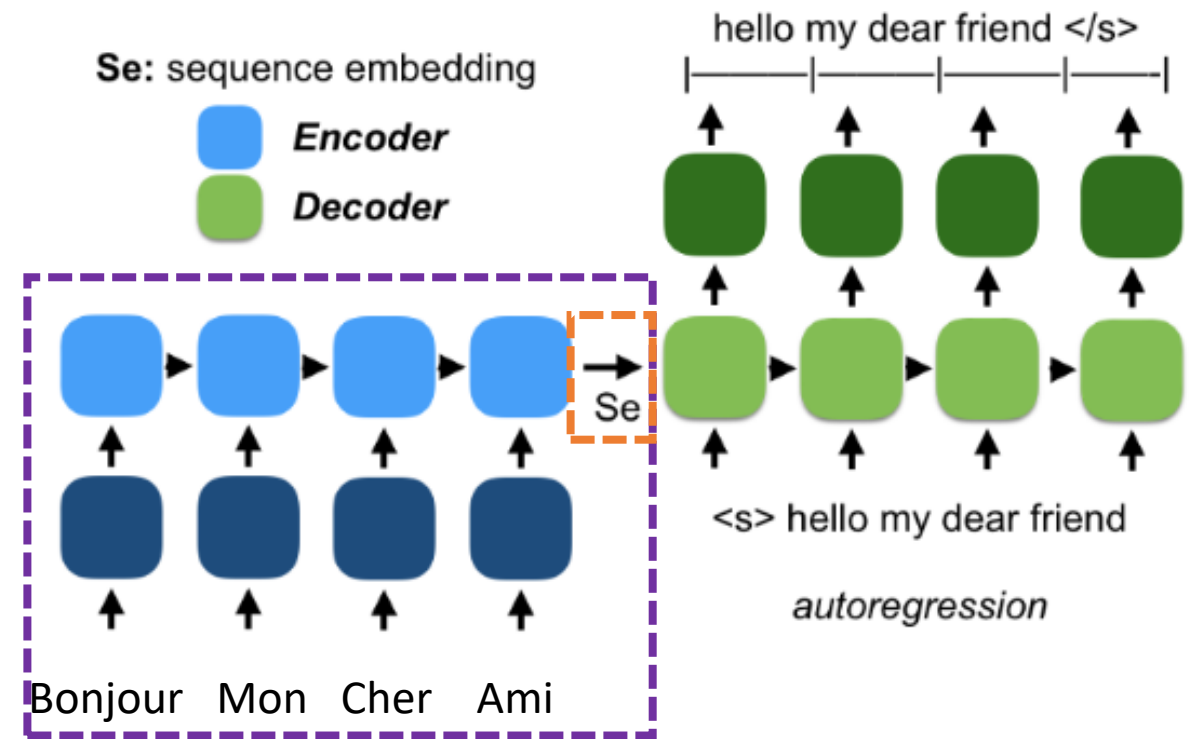 hello my dear friend </s>
Se: sequence embedding
Encoder
Decoder
Se
<s> hello my dear friend
autoregression
Bonjour Mon Cher Ami